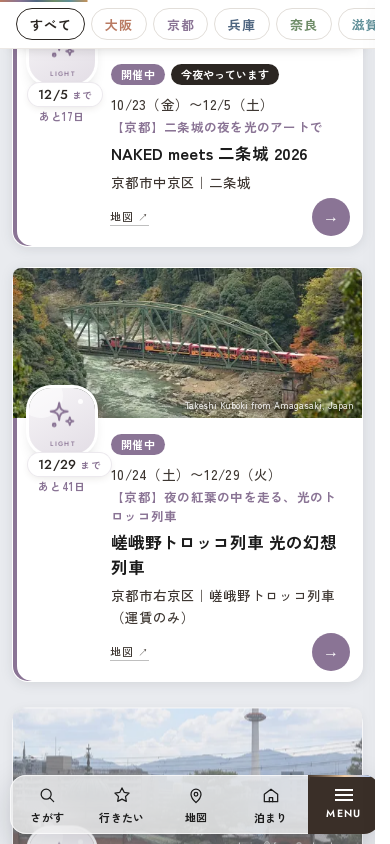 すべて
大阪
京都
兵庫
奈良
滋賀
LIGHT
12/5 まで
あと17日
開催中
今夜やっています
10/23（金）〜12/5（土）
【京都】二条城の夜を光のアートで
NAKED meets 二条城 2026
京都市中京区｜二条城
地図 ↗
→
Takeshi Kuboki from Amagasaki, Japan
LIGHT
12/29 まで
あと41日
開催中
10/24（土）〜12/29（火）
【京都】夜の紅葉の中を走る、光のト
ロッコ列車
嵯峨野トロッコ列車 光の幻想
列車
京都市右京区｜嵯峨野トロッコ列車
（運賃のみ）
地図 ↗
→
さがす
行きたい
地図
泊まり
MENU